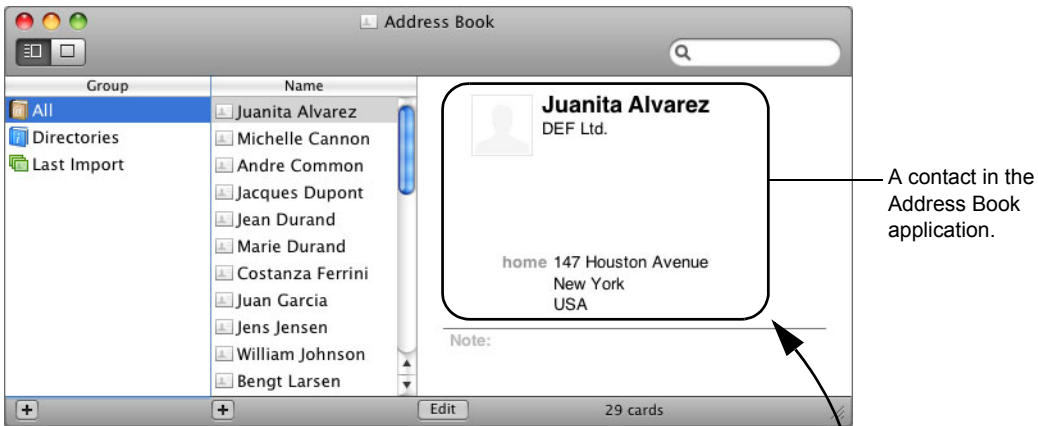 Address Book
Group
Name
All
Directories
Last Import
Juanita Alvarez
Michelle Cannon
Andre Common
Jacques Dupont
Jean Durand
Marie Durand
Costanza Ferrini
Juan Garcia
Jens Jensen
William Johnson
Bengt Larsen
Juanita Alvarez
DEF Ltd.
home 147 Houston Avenue
New York
USA
Note:
Edit
29 cards
A contact in the
Address Book
application.